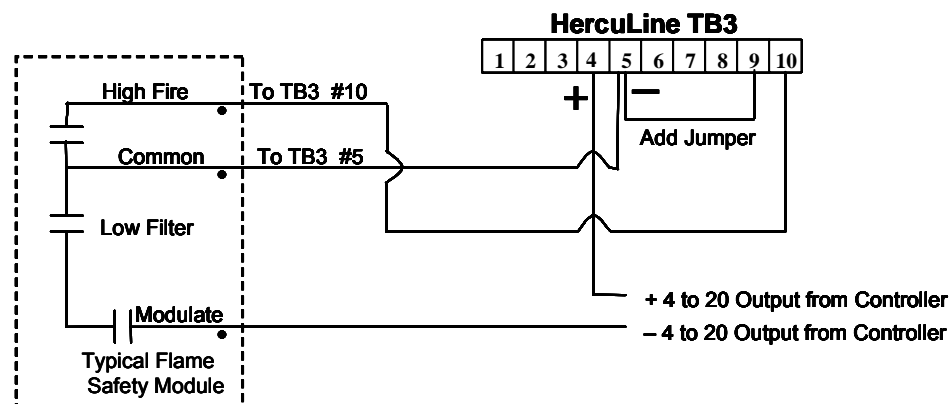 HercuLine TB3
1 2 3 4 5 6 7 8 9 10
+ −
Add Jumper
High Fire To TB3 #10
Common To TB3 #5
Low Filter
Modulate
+ 4 to 20 Output from Controller
– 4 to 20 Output from Controller
Typical Flame
Safety Module